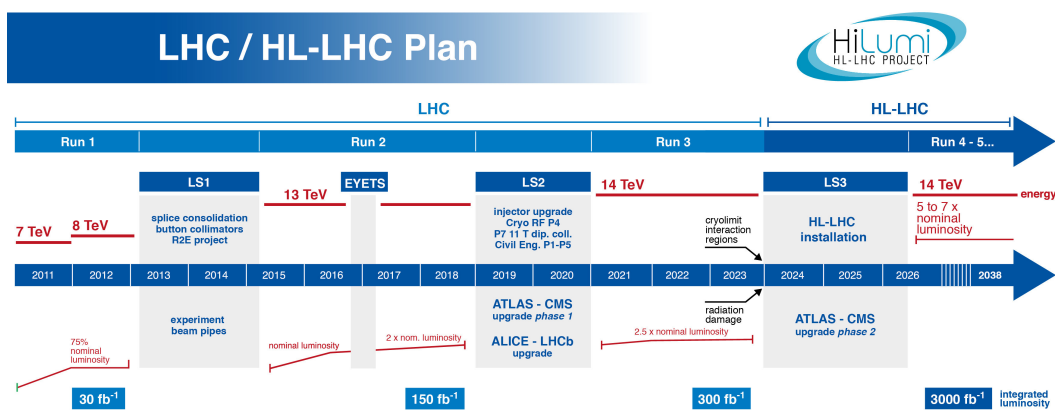 LHC / HL-LHC Plan
HiLumi
HL-LHC PROJECT
LHC
HL-LHC
Run 1
Run 2
Run 3
Run 4 - 5...
LS1
EYETS
LS2
LS3
13 TeV
14 TeV
14 TeV
energy
7 TeV
8 TeV
splice consolidation
button collimators
R2E project
injector upgrade
Cryo RF P4
P7 11 T dip. coll.
Civil Eng. P1-P5
cryolimit
interaction
regions
HL-LHC
installation
5 to 7 x
nominal
luminosity
2011
2012
2013
2014
2015
2016
2017
2018
2019
2020
2021
2022
2023
2024
2025
2026
2038
experiment
beam pipes
ATLAS - CMS
upgrade phase 1
ALICE - LHCb
upgrade
radiation
damage
ATLAS - CMS
upgrade phase 2
75%
nominal
luminosity
nominal luminosity
2 x nom. luminosity
2.5 x nominal luminosity
30 fb-1
150 fb-1
300 fb-1
3000 fb-1
integrated
luminosity